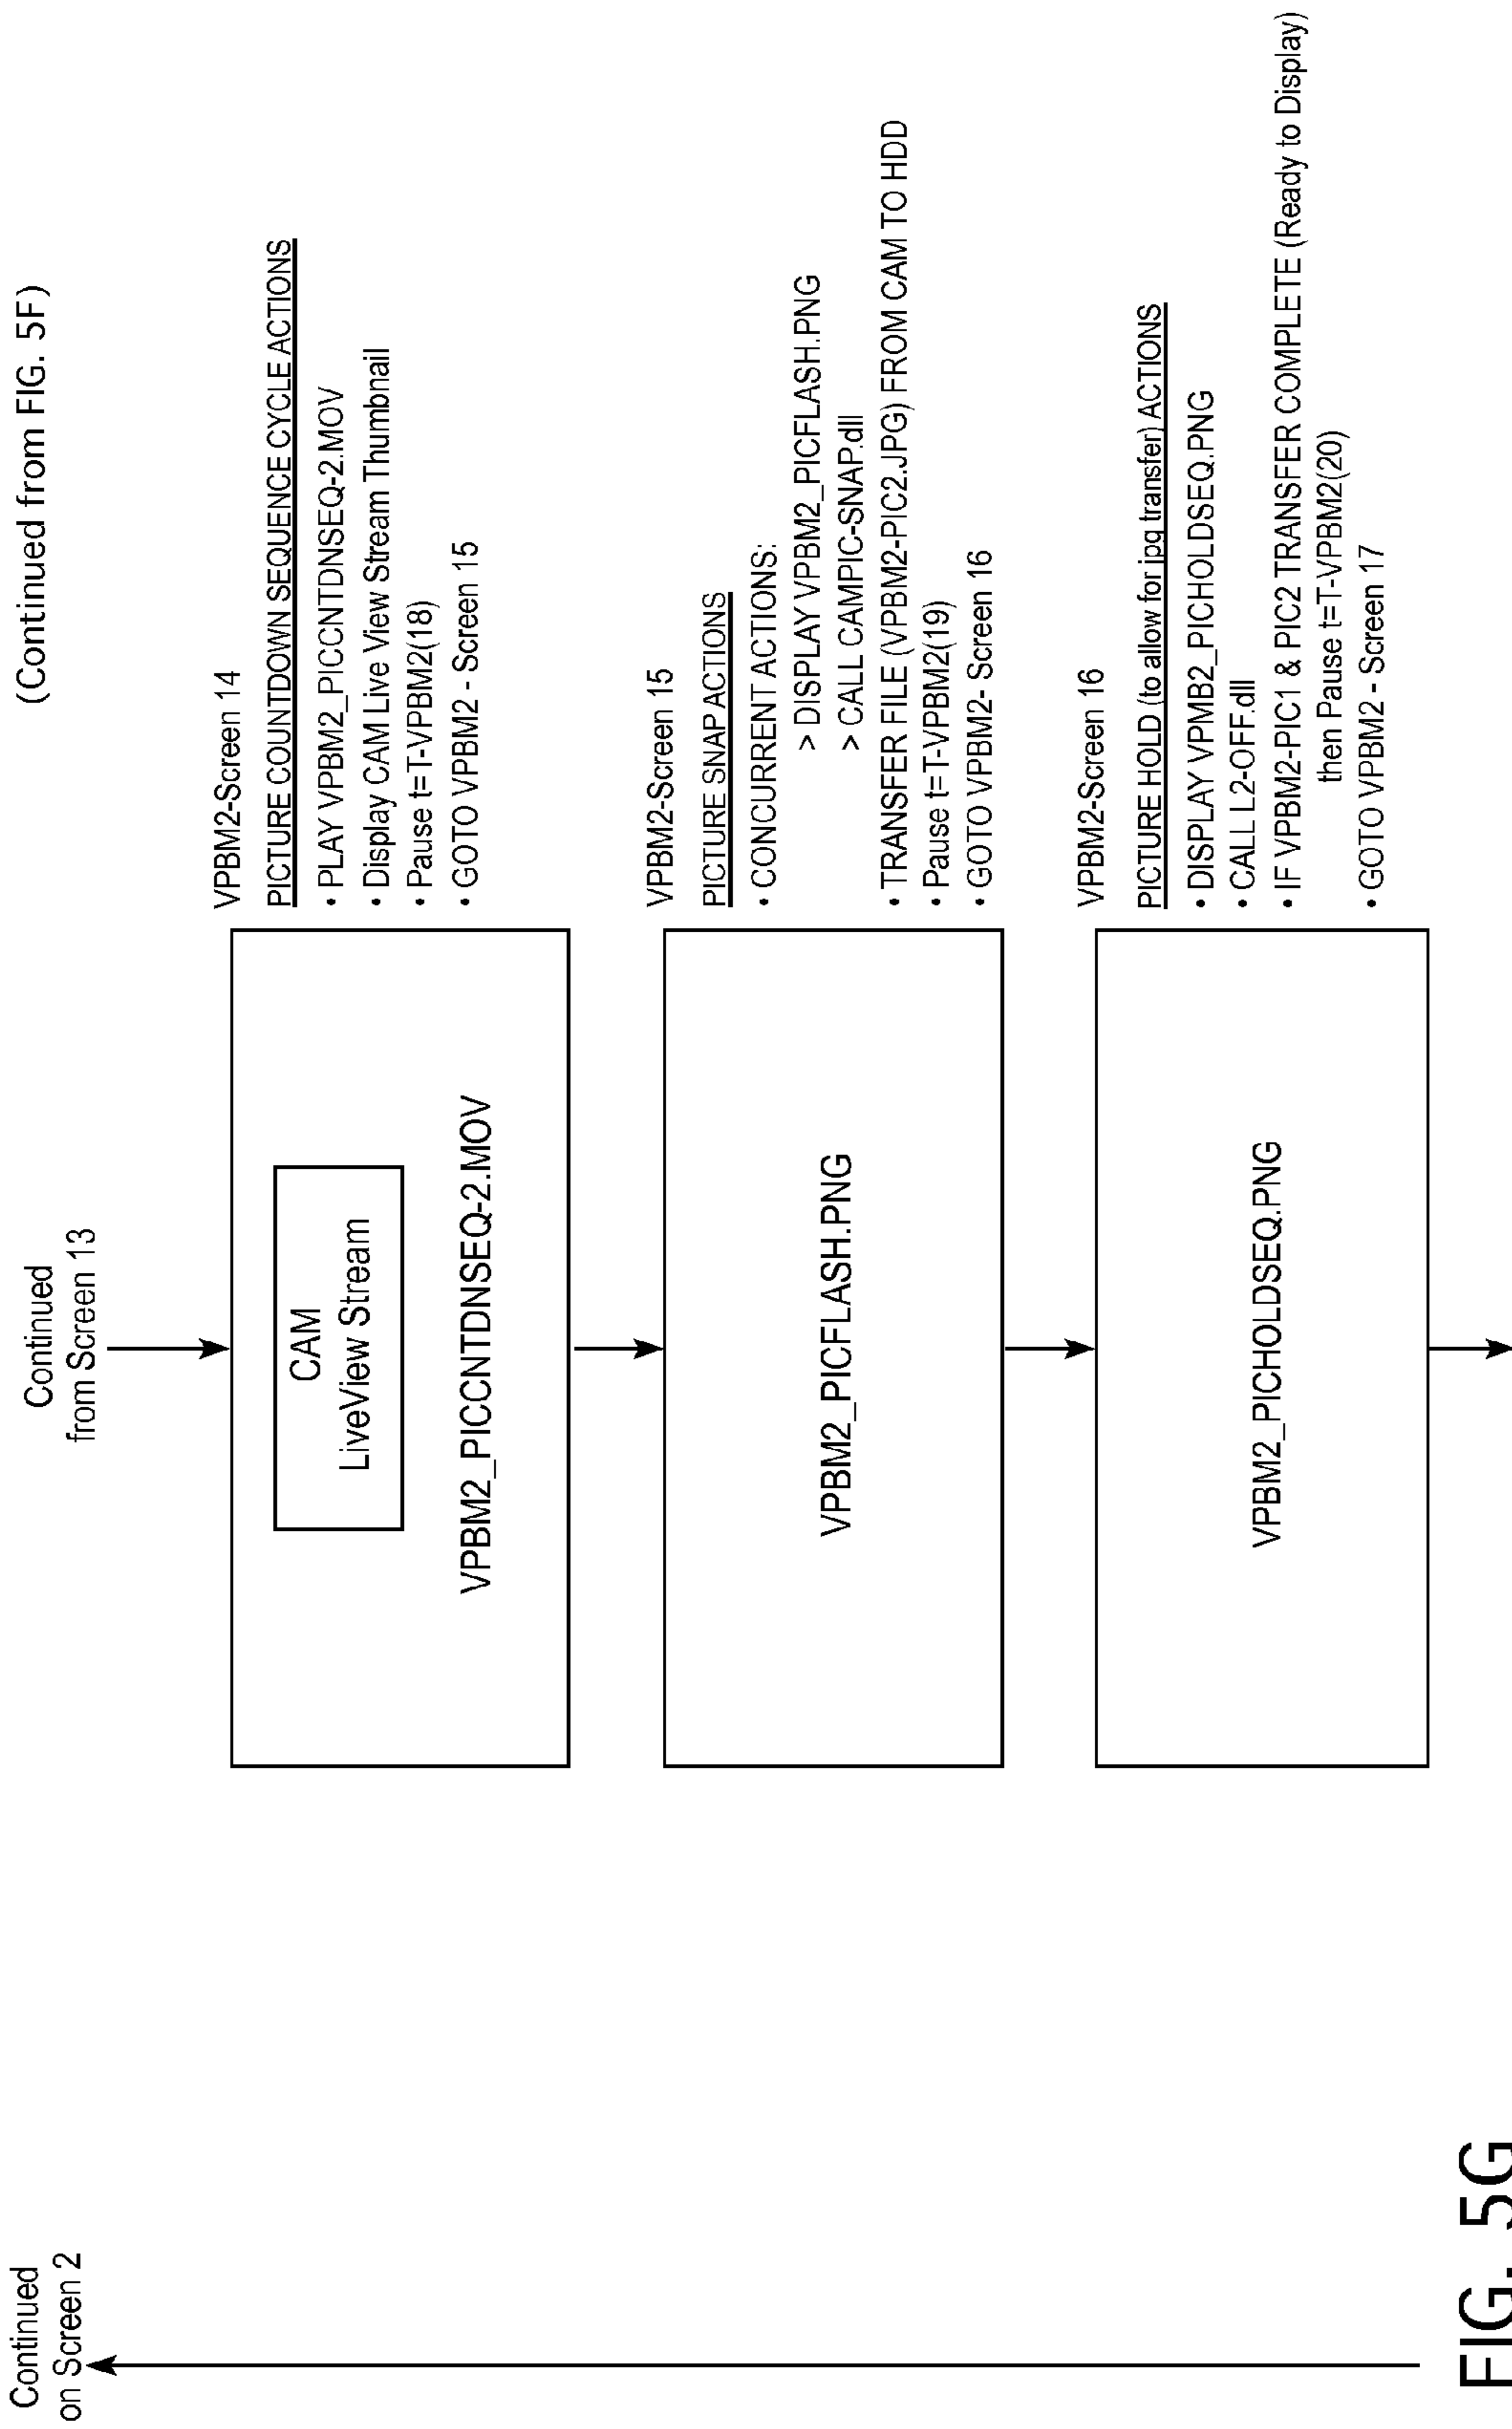 (Continued from FIG. 5F)
Continued
on Screen 2
Continued
from Screen 13
CAM
LiveView Stream
VPBM2_PICCNTDNSEQ-2.MOV
VPBM2-Screen 14
PICTURE COUNTDOWN SEQUENCE CYCLE ACTIONS
• PLAY VPBM2_PICCNTDNSEQ-2.MOV
• Display CAM Live View Stream Thumbnail
• Pause t=T-VPBM2(18)
• GOTO VPBM2 - Screen 15
VPBM2_PICFLASH.PNG
VPBM2-Screen 15
PICTURE SNAP ACTIONS
• CONCURRENT ACTIONS:
> DISPLAY VPBM2_PICFLASH.PNG
> CALL CAMPIC-SNAP.dll
• TRANSFER FILE (VPBM2-PIC2.JPG) FROM CAM TO HDD
• Pause t=T-VPBM2(19)
• GOTO VPBM2- Screen 16
VPBM2_PICHOLDSEQ.PNG
VPBM2-Screen 16
PICTURE HOLD (to allow for jpg transfer) ACTIONS
• DISPLAY VPMB2_PICHOLDSEQ.PNG
• CALL L2-OFF.dll
• IF VPBM2-PIC1 & PIC2 TRANSFER COMPLETE (Ready to Display)
then Pause t=T-VPBM2(20)
• GOTO VPBM2 - Screen 17
FIG. 5G